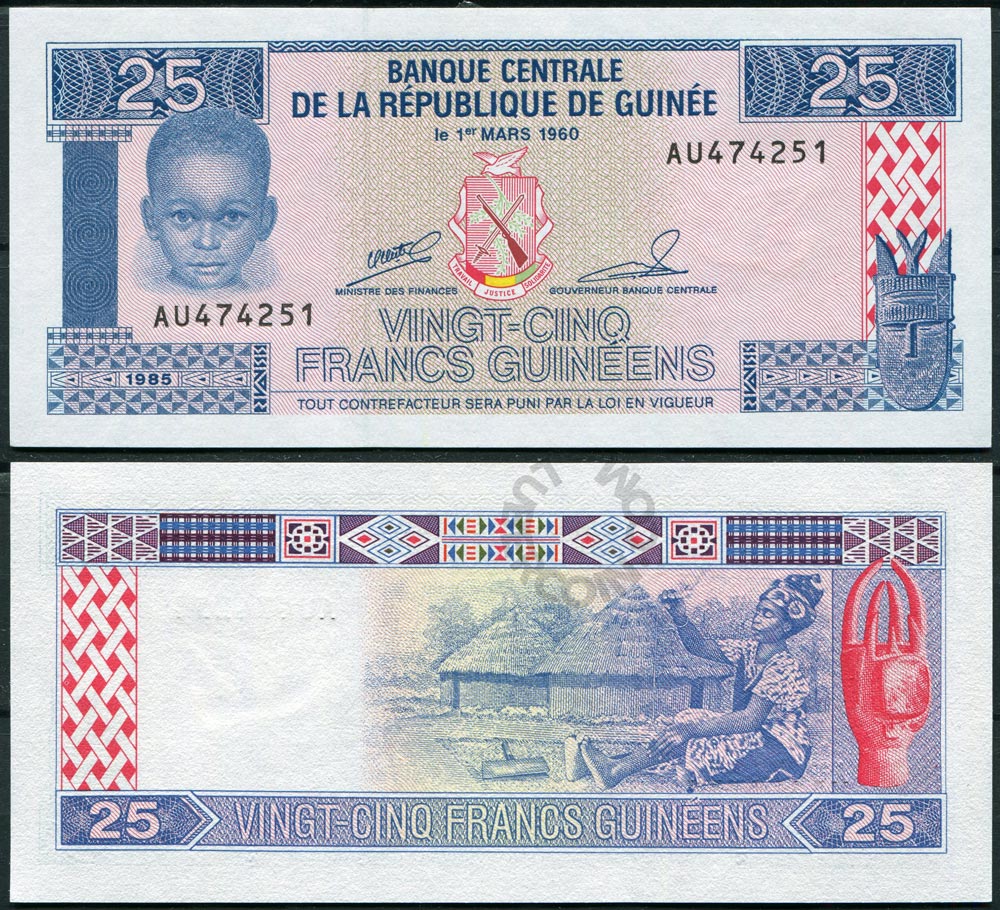 25
25
BANQUE CENTRALE
DE LA RÉPUBLIQUE DE GUINÉE
le 1er MARS 1960
AU474251
MINISTRE DES FINANCES
GOUVERNEUR BANQUE CENTRALE
TRAVAIL JUSTICE SOLIDARITÉ
AU474251
VIINGT-CINQ
FRANCS GUINÉENS
1985
TOUT CONTREFACTEUR SERA PUNI PAR LA LOI EN VIGUEUR
25
VINGT-CINQ FRANCS GUINÉENS
25